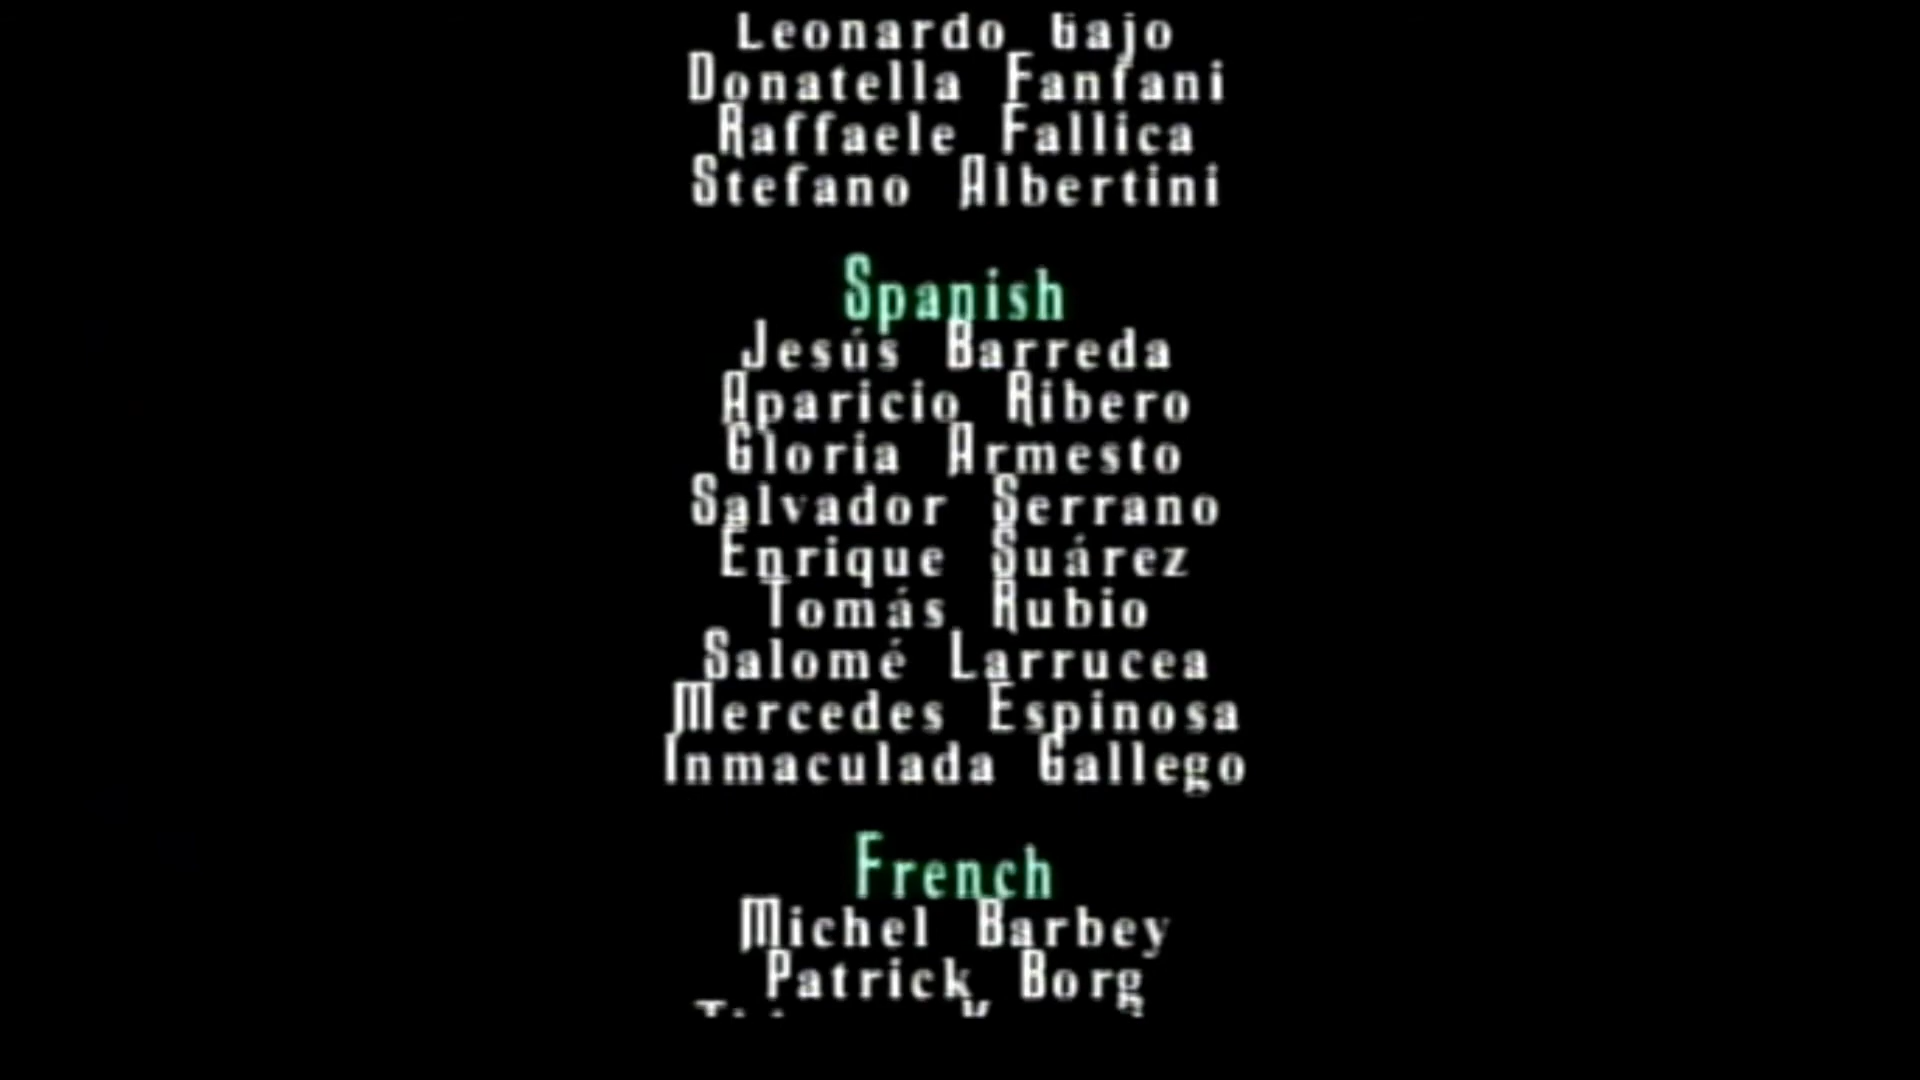 Leonardo Gajo
Donatella Fanfani
Raffaele Fallica
Stefano Albertini
Spanish
Jesús Barreda
Aparicio Ribero
Gloria Armesto
Salvador Serrano
Enrique Suárez
Tomás Rubio
Salomé Larrucea
Mercedes Espinosa
Inmaculada Gallego
French
Michel Barbey
Patrick Borg